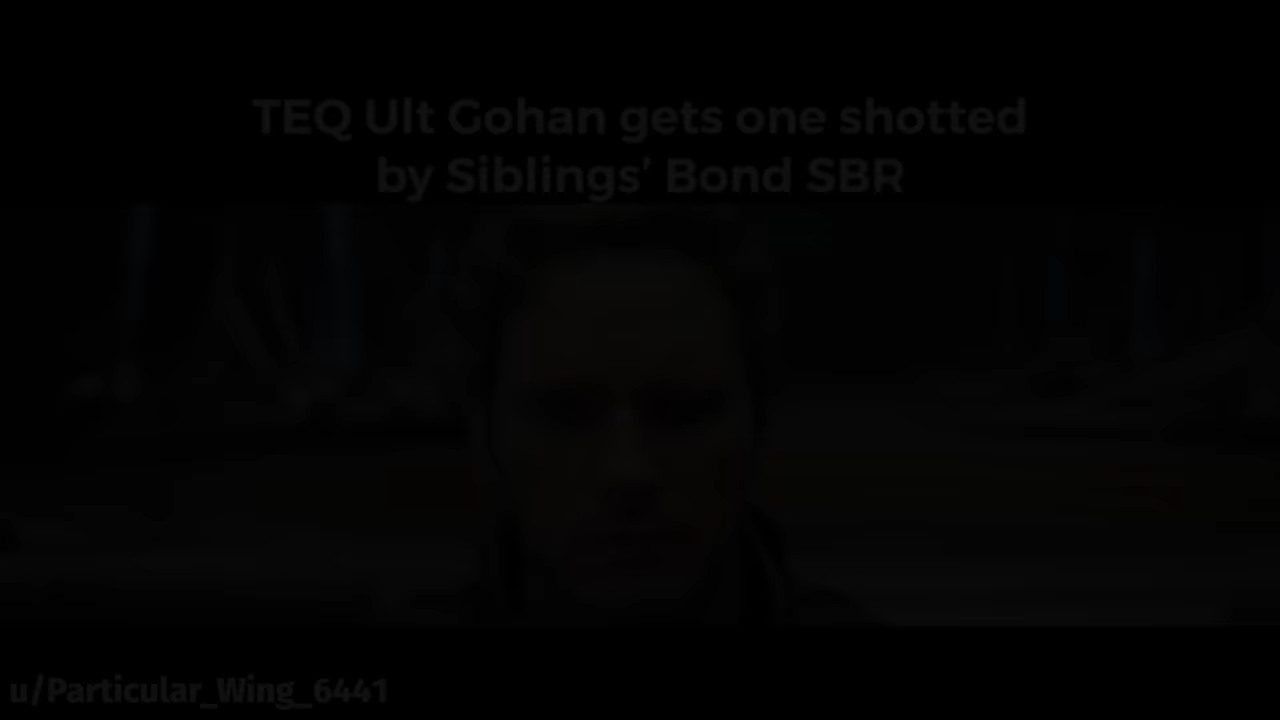 TEQ Ult Gohan gets one shotted
by Siblings’ Bond SBR
u/Particular_Wing_6441